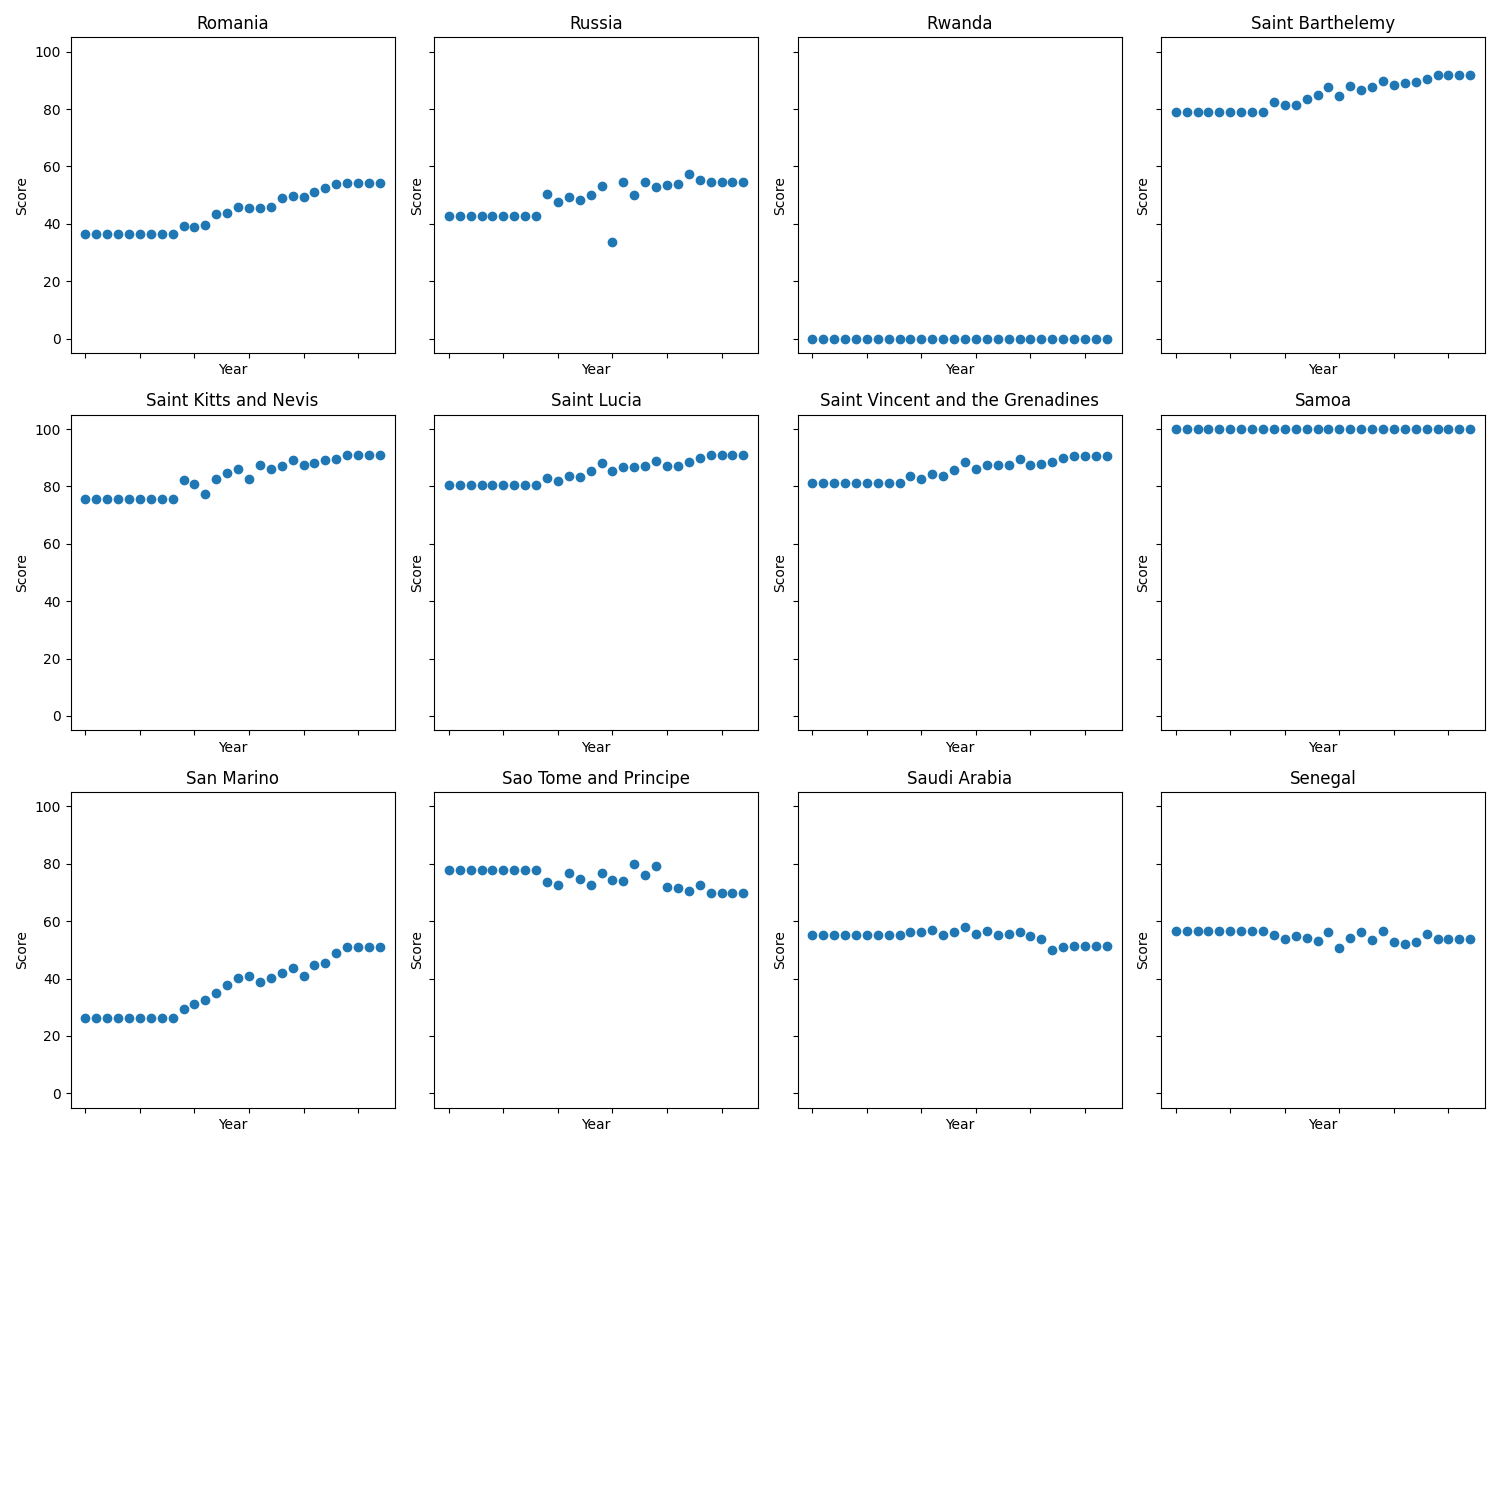 Romania
Russia
Rwanda
Saint Barthelemy
100
80
60
40
20
0
Score
Score
Score
Score
Year
Year
Year
Year
Saint Kitts and Nevis
Saint Lucia
Saint Vincent and the Grenadines
Samoa
100
80
60
40
20
0
Score
Score
Score
Score
Year
Year
Year
Year
San Marino
Sao Tome and Principe
Saudi Arabia
Senegal
100
80
60
40
20
0
Score
Score
Score
Score
Year
Year
Year
Year